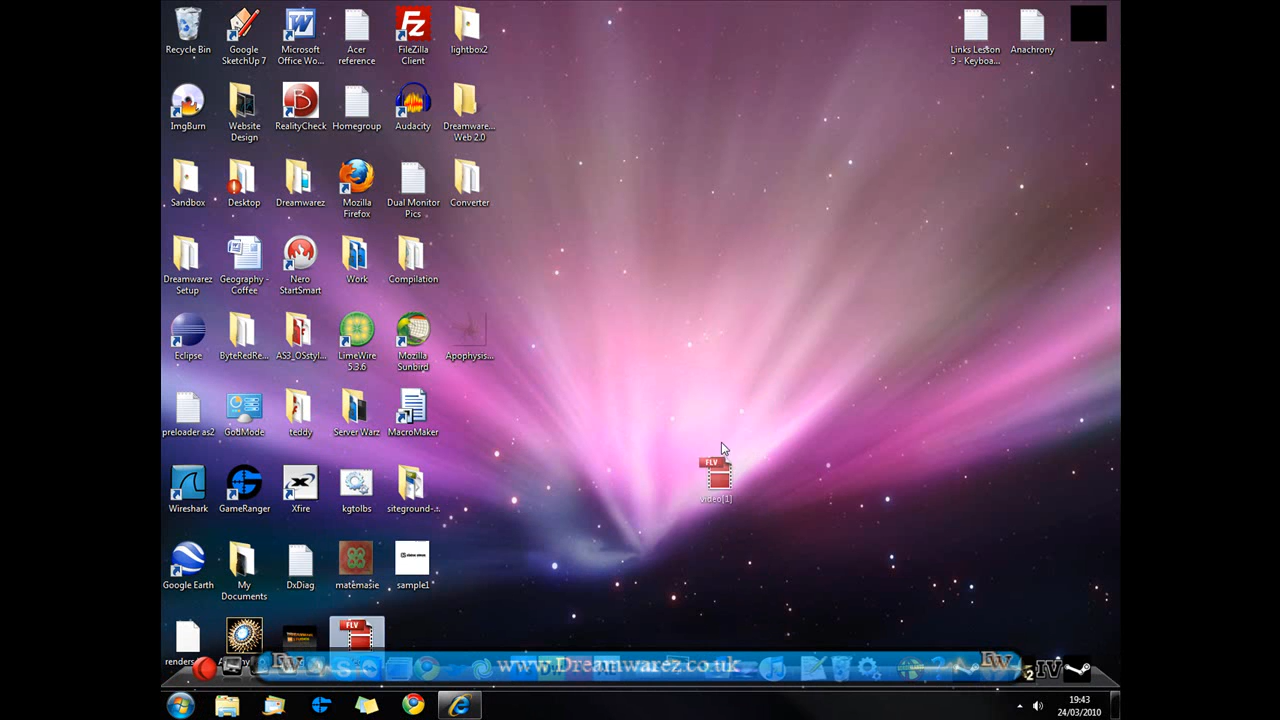 Recycle Bin
Google
SketchUp 7
Microsoft
Office Wo...
Acer
reference
FileZilla
Client
lightbox2
Links Lesson
3 - Keyboa...
Anachrony
ImgBurn
Website
Design
RealityCheck
Homegroup
Audacity
Dreamware...
Web 2.0
Sandbox
Desktop
Dreamwarez
Mozilla
Firefox
Dual Monitor
Pics
Converter
Dreamwarez
Setup
Geography -
Coffee
Nero
StartSmart
Work
Compilation
Eclipse
ByteRedRe...
AS3_OSstyl...
LimeWire
5.3.6
Mozilla
Sunbird
Apophysis...
preloader as2
GodMode
teddy
Server Warz
MacroMaker
FLV
video[1]
Wireshark
GameRanger
Xfire
kgtolbs
siteground-...
Google Earth
My
Documents
DxDiag
matemasie
sample1
FLV
renders
www.Dreamwarez.co.uk
IV
19:43
24/03/2010